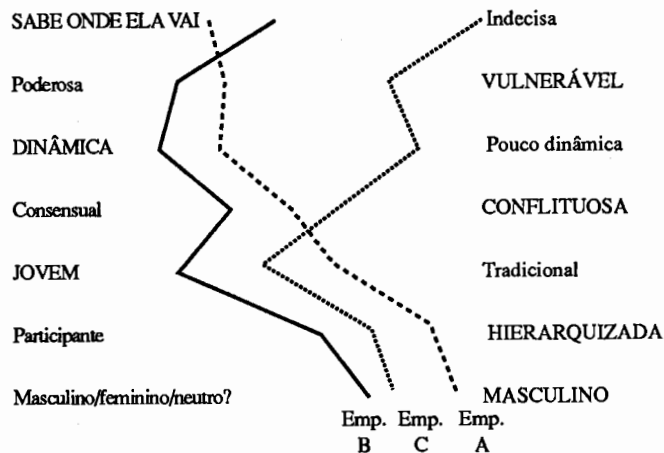 SABE ONDE ELA VAI Indecisa
Poderosa VULNERÁVEL
DINÂMICA Pouco dinâmica
Consensual CONFLITUOSA
JOVEM Tradicional
Participante HIERARQUIZADA
Masculino/feminino/neutro? MASCULINO
Emp. Emp. Emp.
B C A